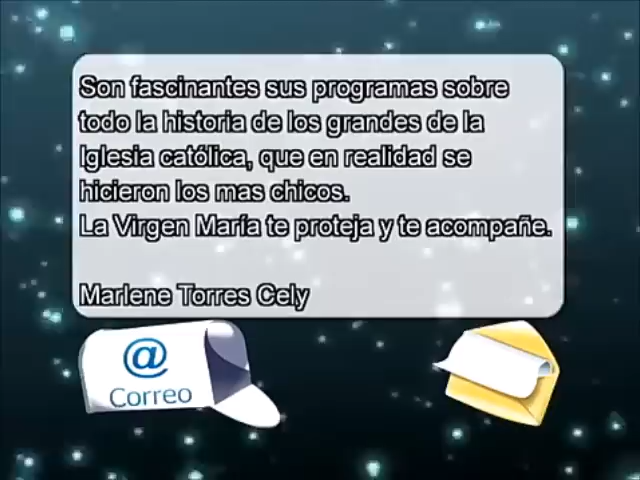 Son fascinantes sus programas sobre
todo la historia de los grandes de la
Iglesia católica, que en realidad se
hicieron los mas chicos.
La Virgen María te proteja y te acompañe.
Marlene Torres Cely
@
Correo